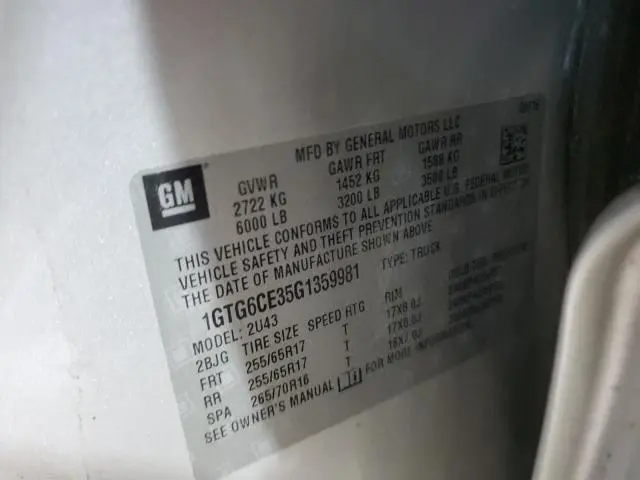 GM
MFD BY GENERAL MOTORS LLC
GVWR GAWR FRT GAWR RR
2722 KG 1452 KG 1588 KG
6000 LB 3200 LB 3500 LB
THIS VEHICLE CONFORMS TO ALL APPLICABLE U.S. FEDERAL MOTOR
VEHICLE SAFETY AND THEFT PREVENTION STANDARDS IN EFFECT ON
THE DATE OF MANUFACTURE SHOWN ABOVE.
1GTG6CE35G1359981 TYPE: TRUCK
MODEL: 2U43
2BJG TIRE SIZE SPEED RTG RIM
FRT 255/65R17 T 17X8.0J
RR 255/65R17 T 17X8.0J
SPA 265/70R16 T 16X7.0J
SEE OWNER'S MANUAL FOR MORE INFORMATION